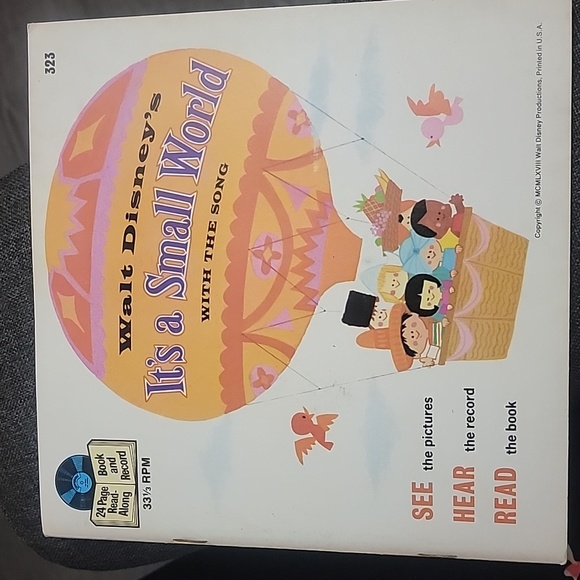 323
Walt Disney's
It's a Small World
WITH THE SONG
24 Page
Read-
Along
Book
and
Record
33⅓ RPM
SEE the pictures
HEAR the record
READ the book
Copyright © MCMLXVIII Walt Disney Productions. Printed in U.S.A.